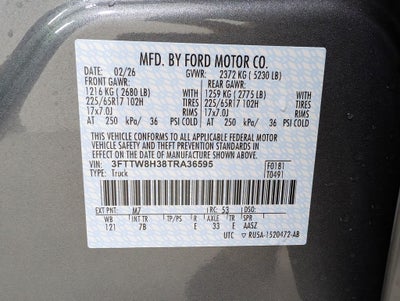 MFD. BY FORD MOTOR CO.
DATE: 02/26 GVWR: 2372 KG ( 5230 LB)
FRONT GAWR: REAR GAWR:
1216 KG ( 2680 LB) WITH 1259 KG ( 2775 LB) WITH
225/65R17 102H TIRES 225/65R17 102H TIRES
17x7.0J RIMS 17x7.0J RIMS
AT 250 kPa/ 36 PSI COLD AT 250 kPa/ 36 PSI COLD
THIS VEHICLE CONFORMS TO ALL APPLICABLE FEDERAL MOTOR
VEHICLE SAFETY AND THEFT PREVENTION STANDARDS IN
EFFECT ON THE DATE OF MANUFACTURE SHOWN ABOVE.
VIN: 3FTTW8H38TRA36595 F0181
TYPE: Truck T0491
EXT PNT: M7 RC: 53 DSO:
WB INT TR TP/PS R AXLE TR SPR
121 7B E 33 E AASZ
UTC RU5A-1520472-AB